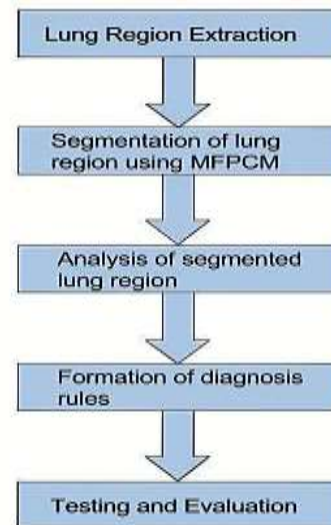 Lung Region Extraction
Segmentation of lung
region using MFPCM
Analysis of segmented
lung region
Formation of diagnosis
rules
Testing and Evaluation